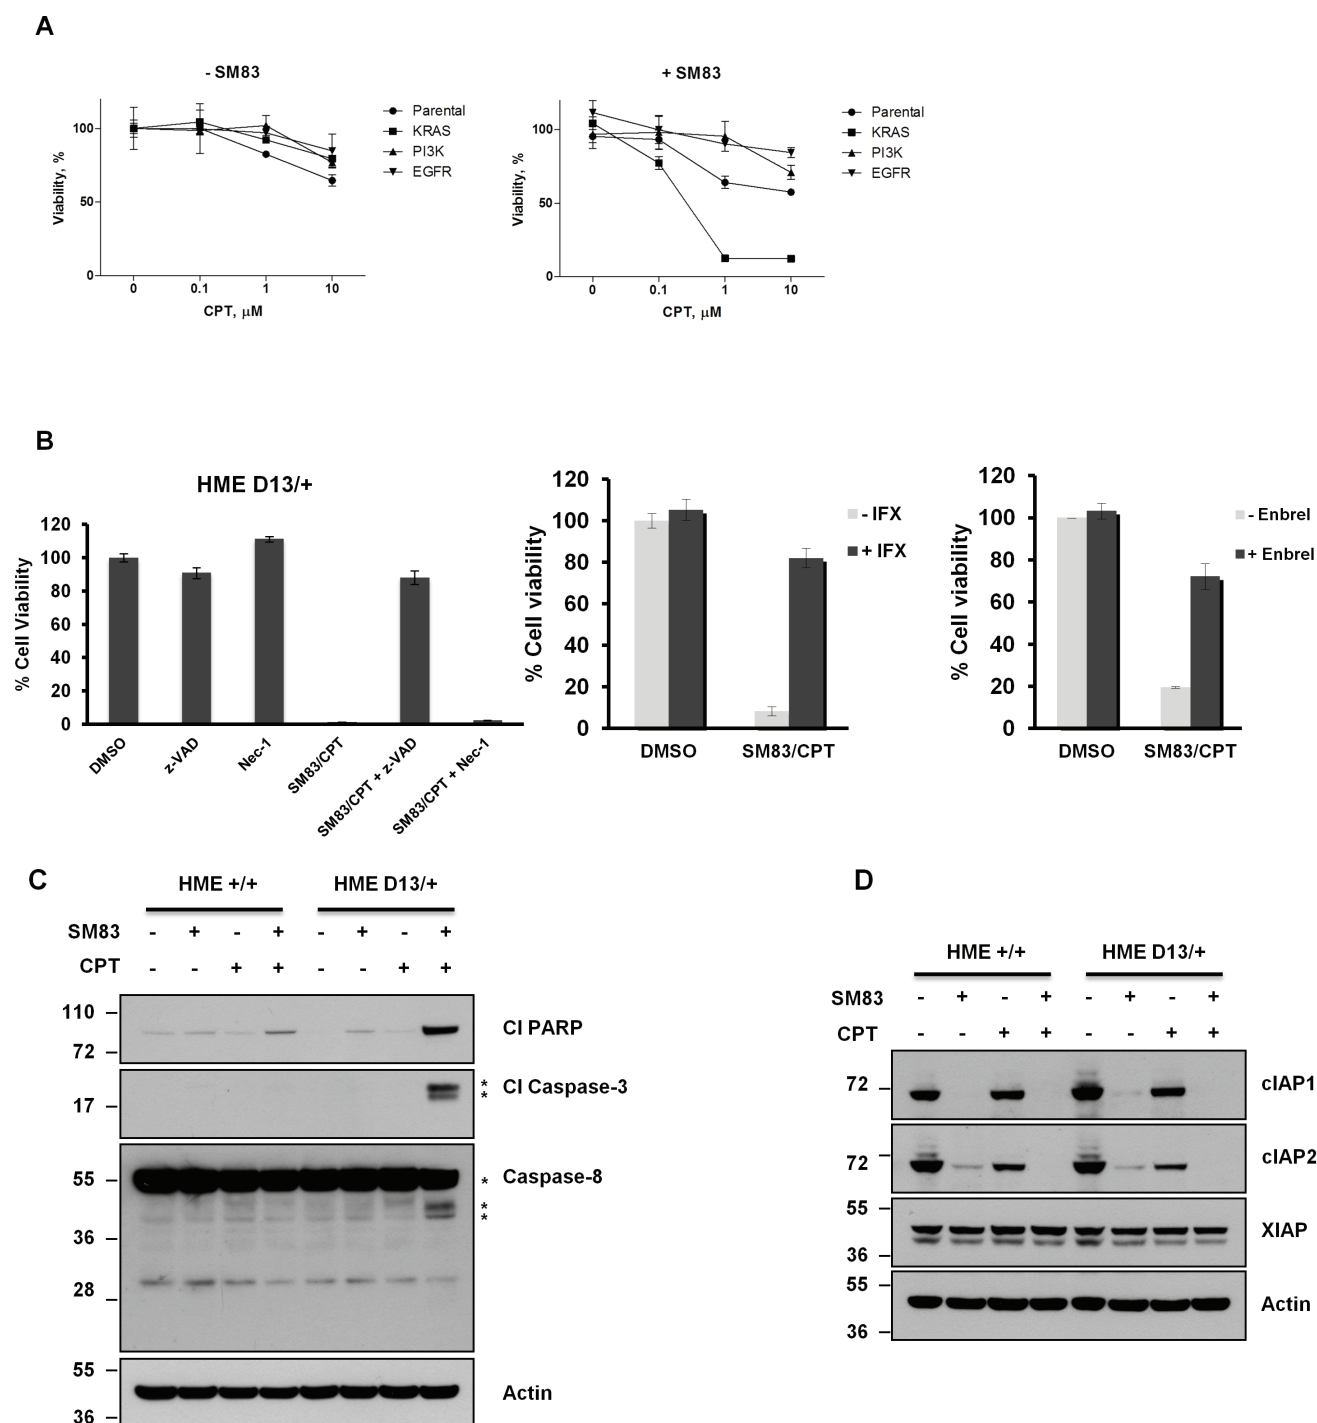 A
- SM83
Viability, %
100
50
0
0 0.1 1 10
CPT, μM
Parental
KRAS
PI3K
EGFR
+ SM83
Viability, %
100
50
0
0 0.1 1 10
CPT, μM
Parental
KRAS
PI3K
EGFR
B
HME D13/+
% Cell Viability
120
100
80
60
40
20
0
DMSO
z-VAD
Nec-1
SM83/CPT
SM83/CPT + z-VAD
SM83/CPT + Nec-1
% Cell viability
120
100
80
60
40
20
0
DMSO SM83/CPT
- IFX
+ IFX
% Cell viability
120
100
80
60
40
20
0
DMSO SM83/CPT
- Enbrel
+ Enbrel
C
HME +/+ HME D13/+
SM83 - + - + - + - +
CPT - - + + - - + +
110
72
Cl PARP
17
* Cl Caspase-3
*
55
36
28
* Caspase-8
*
*
55
36
Actin
D
HME +/+ HME D13/+
SM83 - + - + - + - +
CPT - - + + - - + +
72
cIAP1
72
cIAP2
55
36
XIAP
55
36
Actin